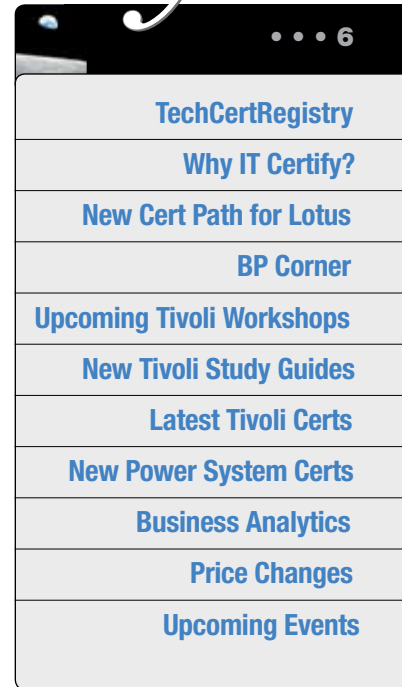 • • • 6
TechCertRegistry
Why IT Certify?
New Cert Path for Lotus
BP Corner
Upcoming Tivoli Workshops
New Tivoli Study Guides
Latest Tivoli Certs
New Power System Certs
Business Analytics
Price Changes
Upcoming Events